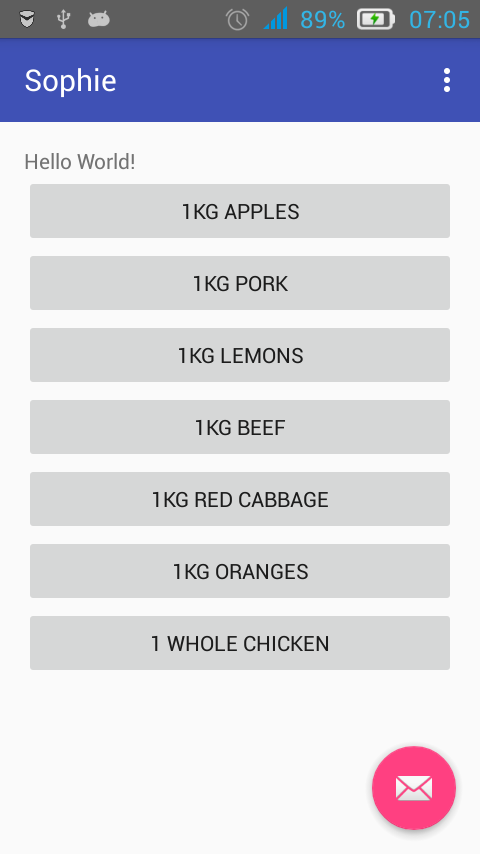 89% 07:05
Sophie
Hello World!
1KG APPLES
1KG PORK
1KG LEMONS
1KG BEEF
1KG RED CABBAGE
1KG ORANGES
1 WHOLE CHICKEN